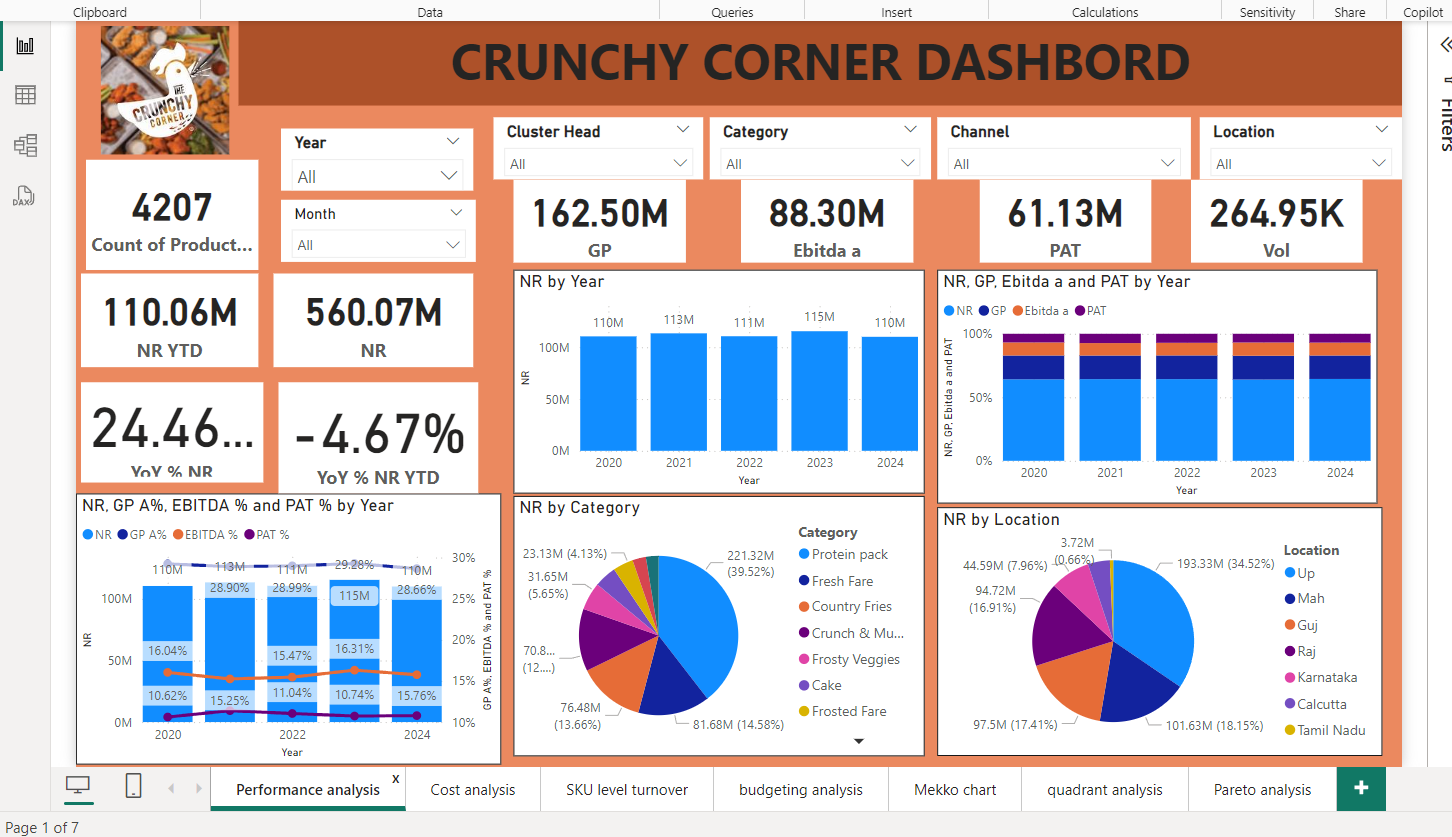 Clipboard
Data
Queries
Insert
Calculations
Sensitivity
Share
Copilot
CRUNCHY CORNER DASHBORD
THE
CRUNCHY
CORNER
Filters
Year
All
Month
All
Cluster Head
All
Category
All
Channel
All
Location
All
4207
Count of Product...
162.50M
GP
88.30M
Ebitda a
61.13M
PAT
264.95K
Vol
110.06M
NR YTD
560.07M
NR
24.46...
YoY % NR
-4.67%
YoY % NR YTD
NR by Year
110M 113M 111M 115M 110M
100M
50M
0M
NR
2020 2021 2022 2023 2024
Year
NR, GP, Ebitda a and PAT by Year
NR GP Ebitda a PAT
100%
50%
0%
NR, GP, Ebitda a and PAT
2020 2021 2022 2023 2024
Year
NR, GP A%, EBITDA % and PAT % by Year
NR GP A% EBITDA % PAT %
110M 113M 111M 29.28% 110M
28.90% 28.99% 115M 28.66%
16.04% 15.47% 16.31%
10.62% 15.25% 11.04% 10.74% 15.76%
100M
50M
0M
NR
30%
25%
20%
15%
10%
GP A%, EBITDA % and PAT %
2020 2022 2024
Year
NR by Category
23.13M (4.13%)
31.65M
(5.65%)
70.8...
(12....)
76.48M
(13.66%)
81.68M (14.58%)
221.32M
(39.52%)
Category
Protein pack
Fresh Fare
Country Fries
Crunch & Mu...
Frosty Veggies
Cake
Frosted Fare
NR by Location
3.72M
(0.66%)
44.59M (7.96%)
94.72M
(16.91%)
97.5M (17.41%)
101.63M (18.15%)
193.33M (34.52%)
Location
Up
Mah
Guj
Raj
Karnataka
Calcutta
Tamil Nadu
DAX
Performance analysis
x
Cost analysis
SKU level turnover
budgeting analysis
Mekko chart
quadrant analysis
Pareto analysis
+
Page 1 of 7